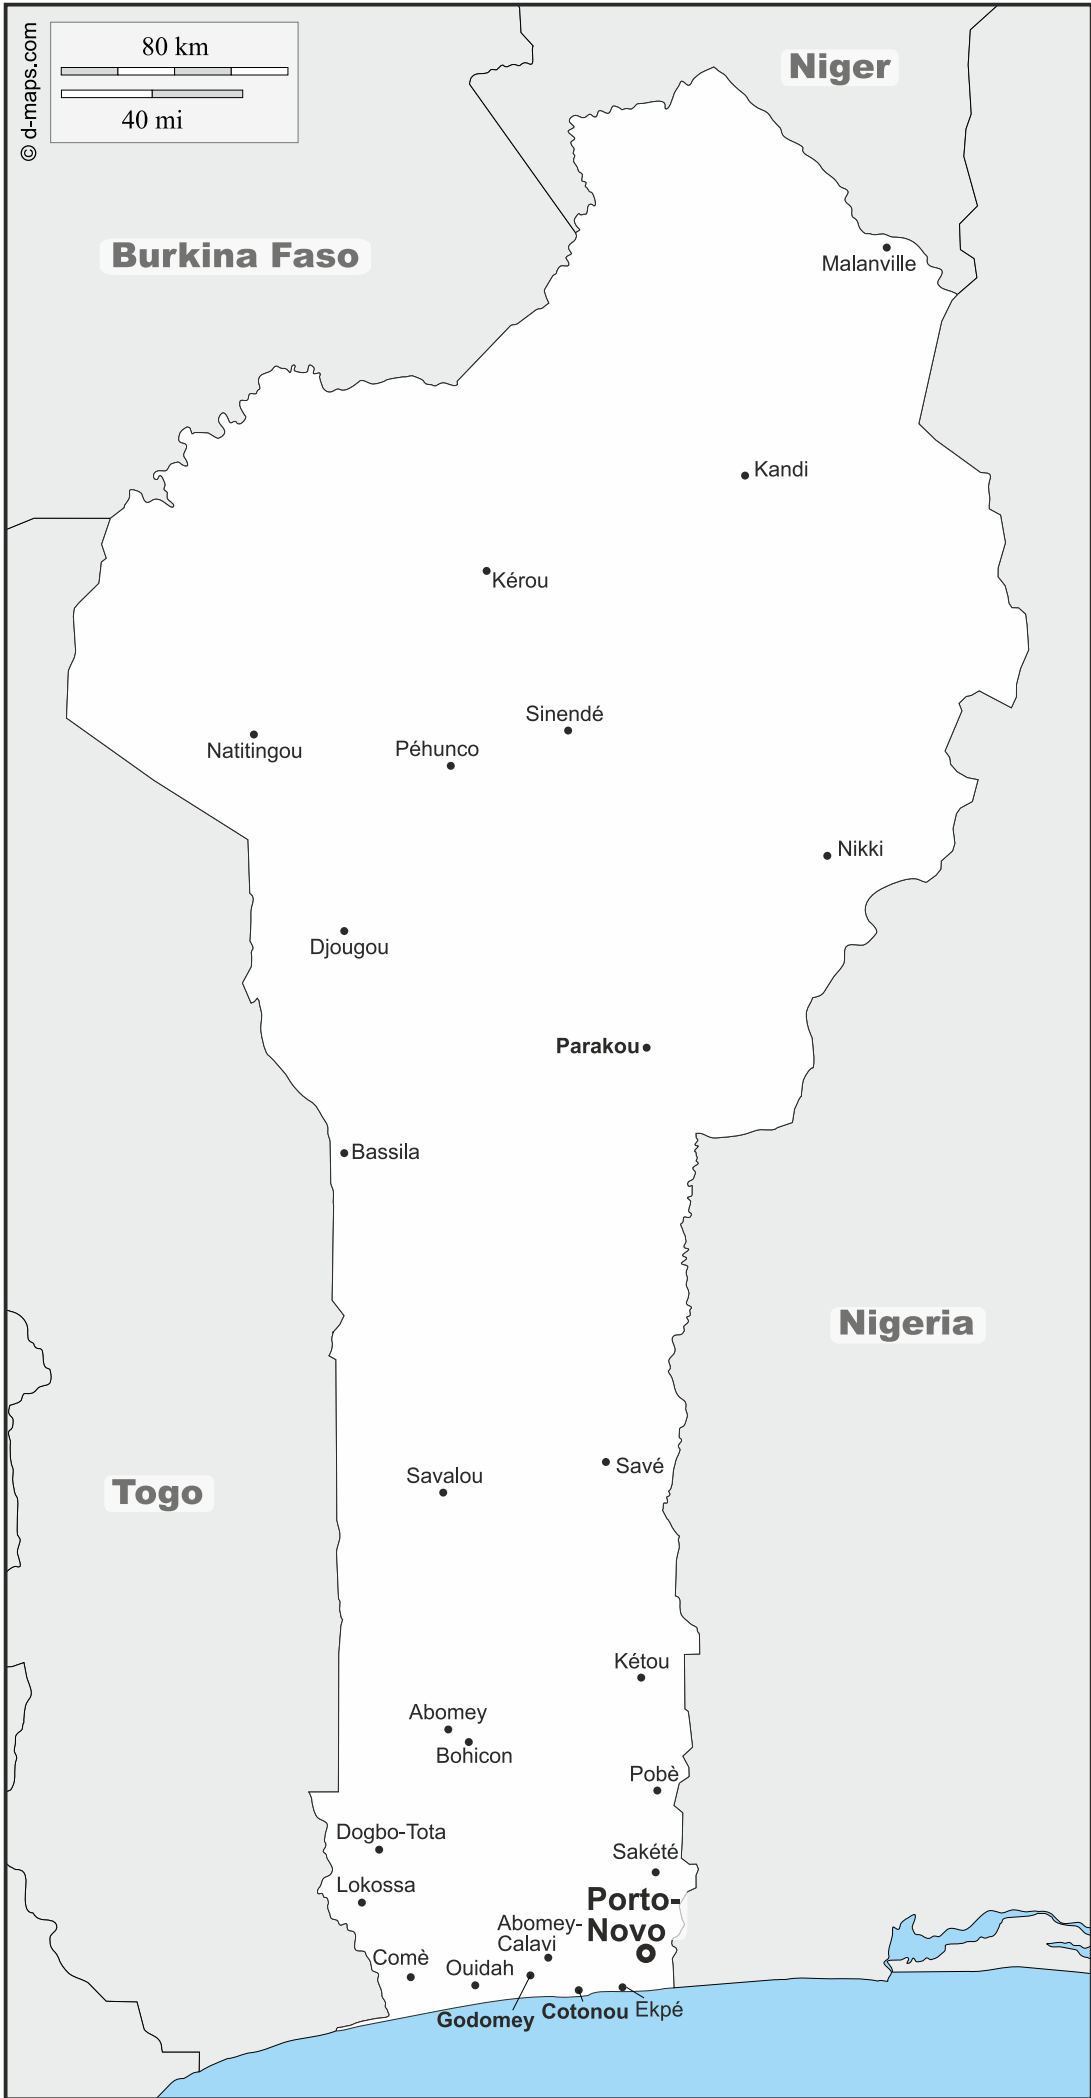 © d-maps.com
80 km
40 mi
Niger
Burkina Faso
Malanville
Kandi
Kérou
Sinendé
Natitingou
Péhunco
Nikki
Djougou
Parakou
Bassila
Nigeria
Savé
Savalou
Togo
Kétou
Abomey
Bohicon
Pobè
Dogbo-Tota
Sakété
Lokossa
Porto-
Novo
Abomey-
Calavi
Comè
Ouidah
Godomey
Cotonou
Ekpé